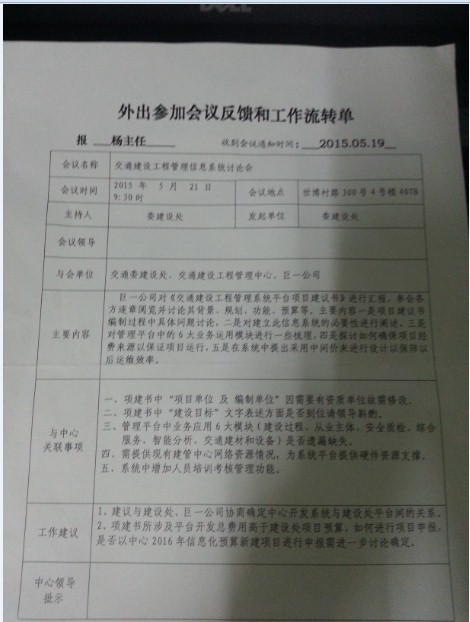 DELL
外出参加会议反馈和工作流转单
报 杨主任 收到会议通知时间：2015.05.19
会议名称 交通建设工程管理信息系统讨论会
会议时间 2015 年 5 月 21 日 会议地点 世博村路 300 号 4 号楼 407B
9：30 时
主持人 委建设处 发起单位 委建设处
会议领导
与会单位 交通委建设处、交通建设工程管理中心、巨一公司
主要内容
巨一公司对《交通建设工程管理系统平台项目建议书》进行汇报，参会各
方逐章阅览并讨论其背景、规划、功能、预算等。主要内容一是项目建议书
编制过程中具体问题讨论，二是对建立此信息系统的必要性进行阐述，三是
对管理平台中的 6 大业务运用模块进行一些梳理，四是探讨如何确保项目经
费来源以保证项目运行，五是在系统中提出采用中间价来进行设计以保障以
后运维效率。
与中心
关联事项
一、项建书中“项目单位 及 编制单位”因需要有资质单位故需修改。
二、项建书中“建设目标”文字表述方面是否到位请领导斟酌。
三、管理平台中业务应用 6 大模块（建设过程、从业主体、安全质检、综合
服务、智能分析、交通建材和设备）是否遗漏缺失。
四、需提供现有建管中心网络资源情况，为系统平台提供硬件资源支撑。
五、系统中增加人员培训考核管理功能。
工作建议
1、建议与建设处、巨一公司协商确定中心开发系统与建设处平台间的关系。
2、项建书所涉及平台开发总费用高于建设处项目预算，如何进行项目申报，
是否以中心 2016 年信息化预算新建项目进行申报需进一步讨论确定。
中心领导
批示